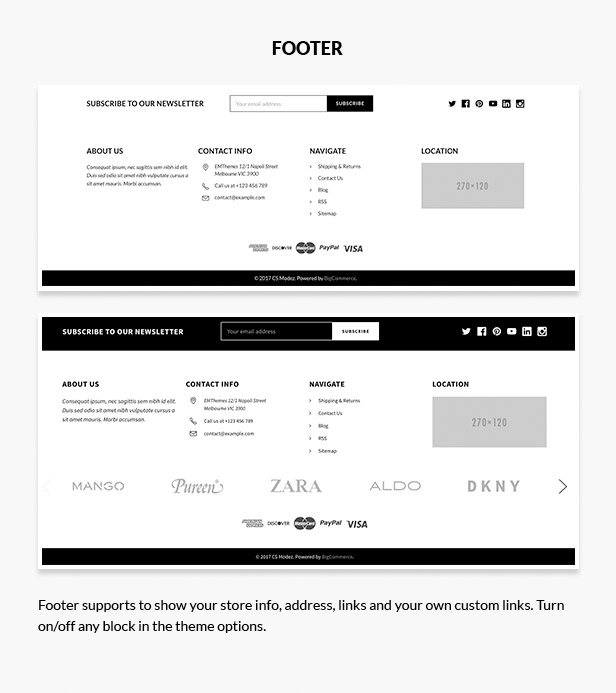 FOOTER
SUBSCRIBE TO OUR NEWSLETTER
Your email address
SUBSCRIBE
ABOUT US
Consequat ipsum, nec sagittis sem nibh id elit.
Duis sed odio sit amet nibh vulputate cursus a
sit amet mauris. Morbi accumsan.
CONTACT INFO
EMThemes 12/1 Napoli Street
Melbourne VIC 3900
Call us at +123 456 789
contact@example.com
NAVIGATE
Shipping & Returns
Contact Us
Blog
RSS
Sitemap
LOCATION
270×120
AMERICAN EXPRESS DISCOVER MasterCard PayPal VISA
© 2017 CS Modez. Powered by BigCommerce.
SUBSCRIBE TO OUR NEWSLETTER
Your email address
SUBSCRIBE
ABOUT US
Consequat ipsum, nec sagittis sem nibh id elit.
Duis sed odio sit amet nibh vulputate cursus a
sit amet mauris. Morbi accumsan.
CONTACT INFO
EMThemes 12/1 Napoli Street
Melbourne VIC 3900
Call us at +123 456 789
contact@example.com
NAVIGATE
Shipping & Returns
Contact Us
Blog
RSS
Sitemap
LOCATION
270×120
MANGO Pureen ZARA ALDO DKNY
AMERICAN EXPRESS DISCOVER MasterCard PayPal VISA
© 2017 CS Modez. Powered by BigCommerce.
Footer supports to show your store info, address, links and your own custom links. Turn
on/off any block in the theme options.